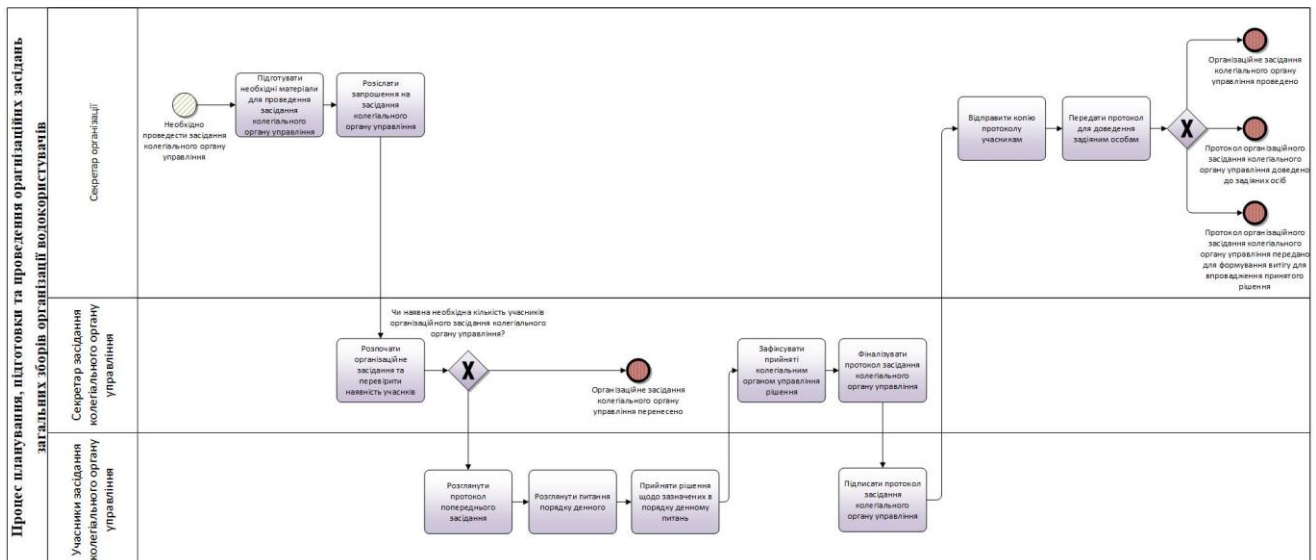 Процес планування, підготовки та проведення орагнізаційних засідань
загальних зборів організації водокористувачів
Секретар організації
Необхідно
провести засідання
колегіального органу
управління
Підготувати
необхідні матеріали
для проведення
засідання
колегіального
органу управління
Розіслати
запрошення на
засідання
колегіального
органу управління
Відправити копію
протоколу
учасникам
Передати протокол
для доведення
задіяним особам
Організаційне засідання
колегіального органу
управління проведено
Протокол організаційного
засідання колегіального
органу управління доведено
до задіяних осіб
Протокол організаційного
засідання колегіального
органу управління передано
для формування витігу для
впровадження принятого
рішення
Секретар засідання
колегіального органу
управління
Розпочати
організаційне
засідання та
перевірити
наявність учаснків
Чи наявна необхідна кількість учасників
організаційного засідання колегіального
органу управління?
Організаційне засідання
колегіального органу
управління перенесено
Зафіксувати
прийняті
колегіальним
органом управління
рішення
Фіналізувати
протокол засідання
колегіального
органу управління
Учасники засідання
колегіального органу
управління
Розглянути
протокол
попереднього
засідання
Розглянути питання
порядку денного
Прийняти рішення
щодо зазначених в
порядку денному
питань
Підписати протокол
засідання
колегіального
органу управління